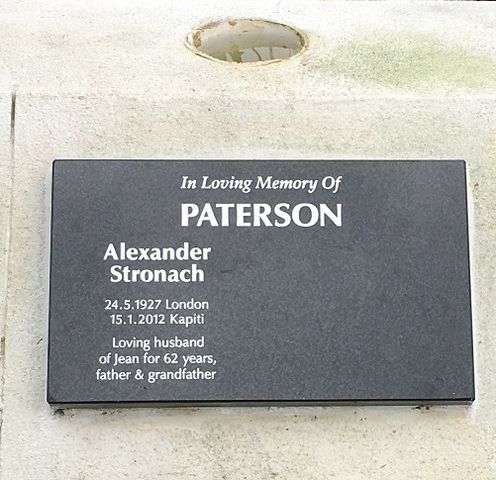 In Loving Memory Of
PATERSON
Alexander
Stronach
24.5.1927 London
15.1.2012 Kapiti
Loving husband
of Jean for 62 years,
father & grandfather